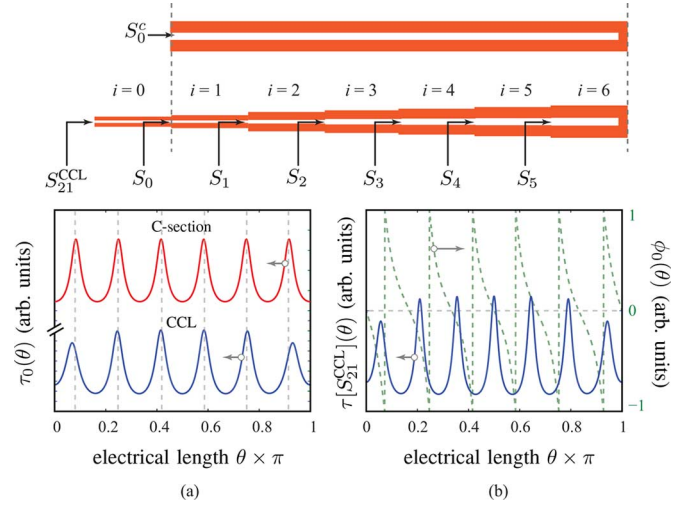 S_0^c
i = 0 i = 1 i = 2 i = 3 i = 4 i = 5 i = 6
S_21^CCL S_0 S_1 S_2 S_3 S_4 S_5
C-section
CCL
τ_0(θ) (arb. units)
0 0.2 0.4 0.6 0.8 1
electrical length θ × π
(a)
τ[S_21^CCL](θ) (arb. units)
1
0
−1
φ_0(θ) (arb. units)
0 0.2 0.4 0.6 0.8 1
electrical length θ × π
(b)